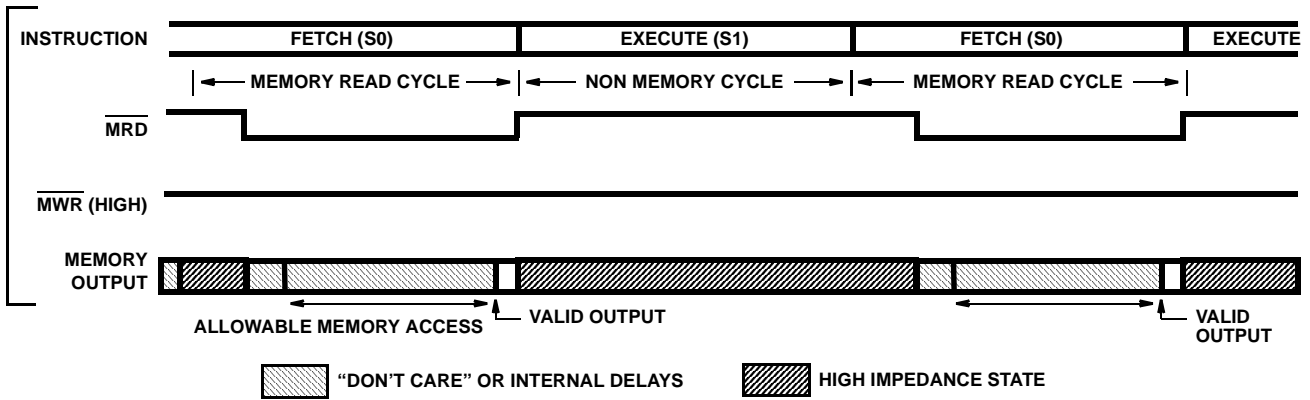 INSTRUCTION FETCH (S0) EXECUTE (S1) FETCH (S0) EXECUTE
MEMORY READ CYCLE NON MEMORY CYCLE MEMORY READ CYCLE
MRD
MWR (HIGH)
MEMORY
OUTPUT
ALLOWABLE MEMORY ACCESS
VALID OUTPUT
VALID
OUTPUT
“DON'T CARE” OR INTERNAL DELAYS
HIGH IMPEDANCE STATE